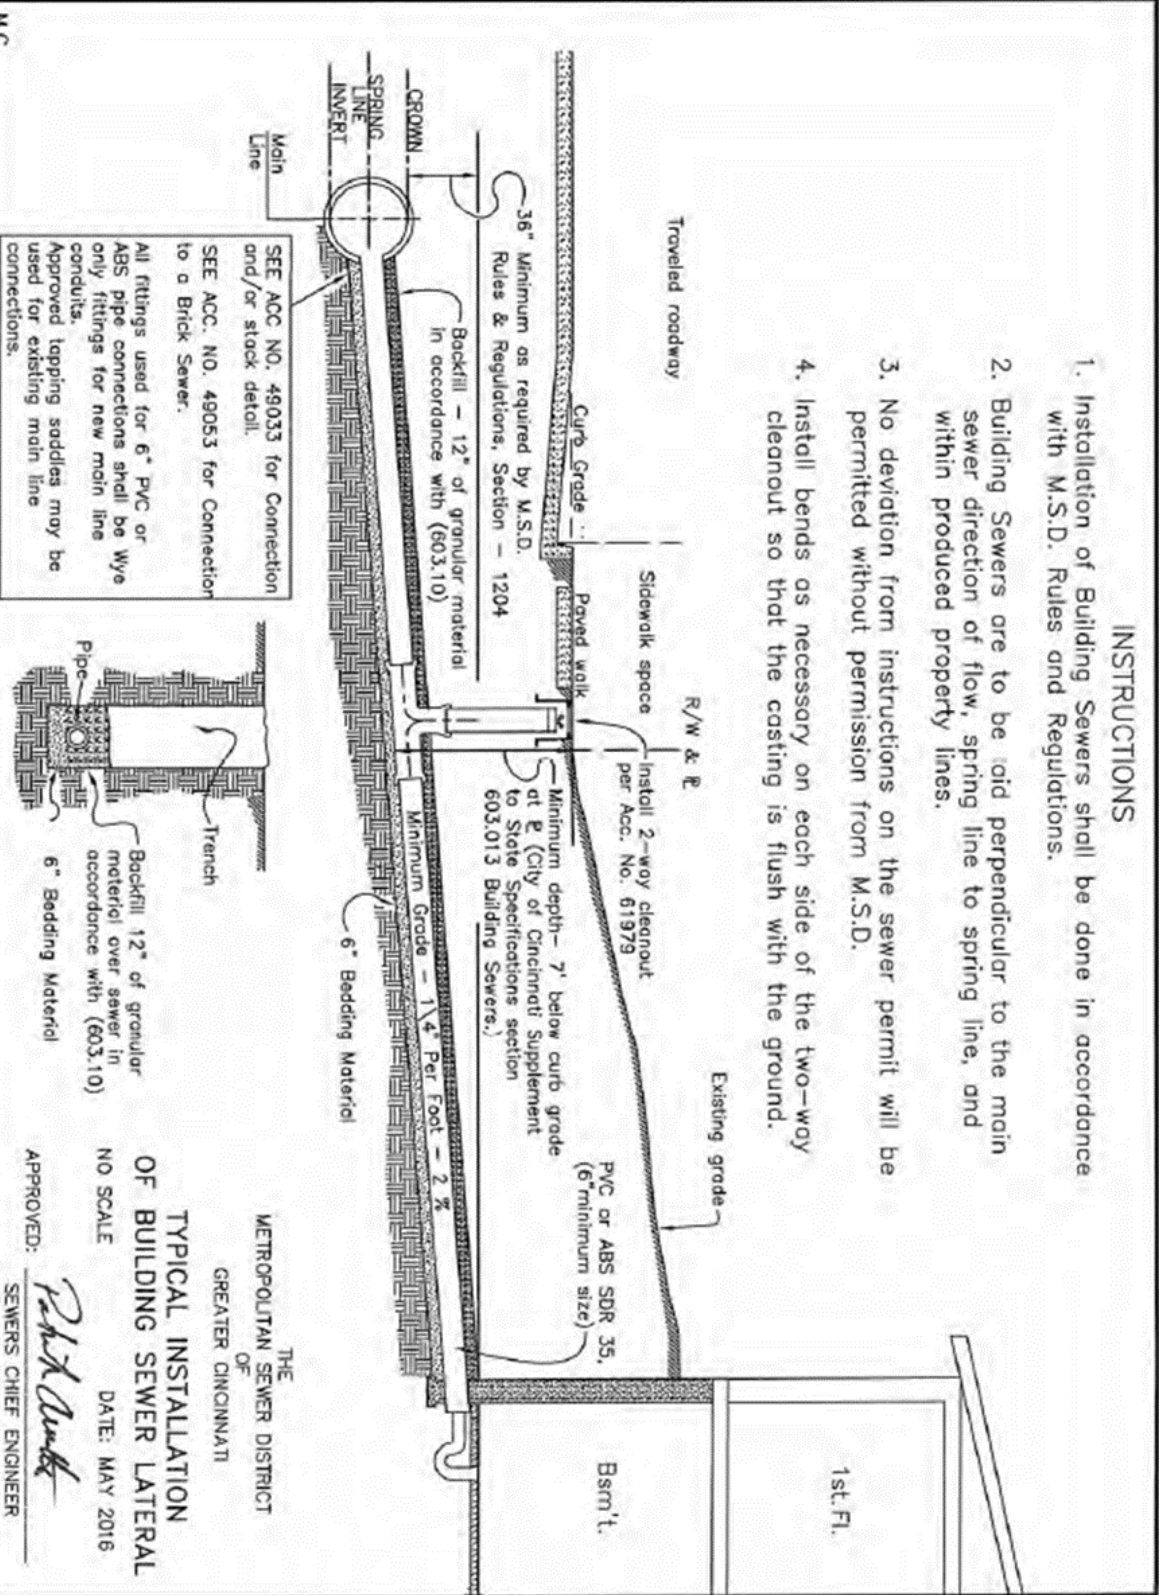 INSTRUCTIONS
1. Installation of Building Sewers shall be done in accordance
with M.S.D. Rules and Regulations.
2. Building Sewers are to be laid perpendicular to the main
sewer direction of flow, spring line to spring line, and
within produced property lines.
3. No deviation from instructions on the sewer permit will be
permitted without permission from M.S.D.
4. Install bends as necessary on each side of the two-way
cleanout so that the casting is flush with the ground.
Traveled roadway
R/W & PL
Existing grade
1st. Fl.
Sidewalk space
Install 2-way cleanout
per Acc. No. 61979
Curb Grade
Paved walk
PVC or ABS SDR 35,
(6" minimum size)
Bsm't.
36" Minimum as required by M.S.D.
Rules & Regulations, Section - 1204
Minimum depth- 7' below curb grade
at PL (City of Cincinnati Supplement
to State Specifications section
603.013 Building Sewers.)
Backfill - 12" of granular material
in accordance with (603.10)
CROWN
SPRING
LINE
INVERT
Minimum Grade - 1\4" Per Foot - 2 %
6" Bedding Material
Main
Line
SEE ACC NO. 49033 for Connection
and/or stack detail.
SEE ACC. NO. 49053 for Connection
to a Brick Sewer.
All fittings used for 6" PVC or
ABS pipe connections shall be Wye
only fittings for new main line
conduits.
Approved tapping saddles may be
used for existing main line
connections.
Trench
Pipe
Backfill 12" of granular
material over sewer in
accordance with (603.10)
6" Bedding Material
THE
METROPOLITAN SEWER DISTRICT
OF
GREATER CINCINNATI
TYPICAL INSTALLATION
OF BUILDING SEWER LATERAL
NO SCALE
DATE: MAY 2016
APPROVED:
SEWERS CHIEF ENGINEER